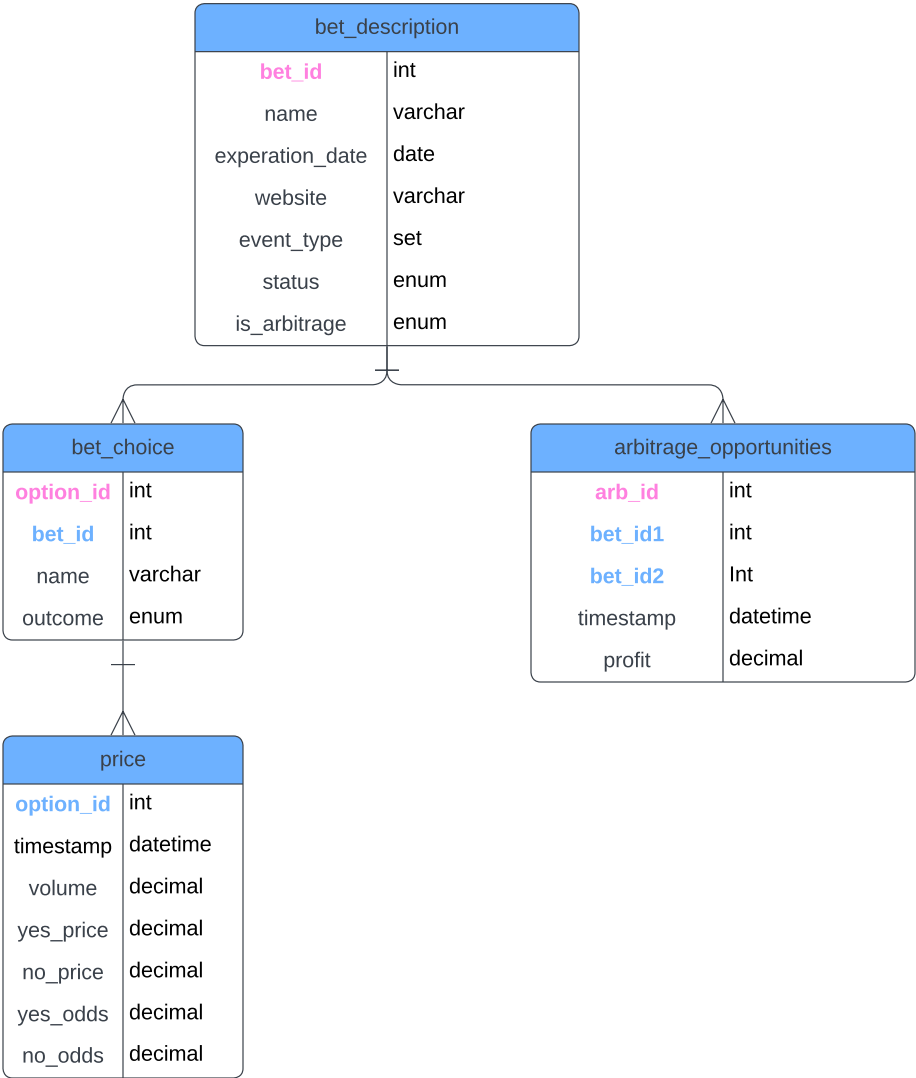 bet_description
bet_id int
name varchar
experation_date date
website varchar
event_type set
status enum
is_arbitrage enum
bet_choice
option_id int
bet_id int
name varchar
outcome enum
arbitrage_opportunities
arb_id int
bet_id1 int
bet_id2 Int
timestamp datetime
profit decimal
price
option_id int
timestamp datetime
volume decimal
yes_price decimal
no_price decimal
yes_odds decimal
no_odds decimal